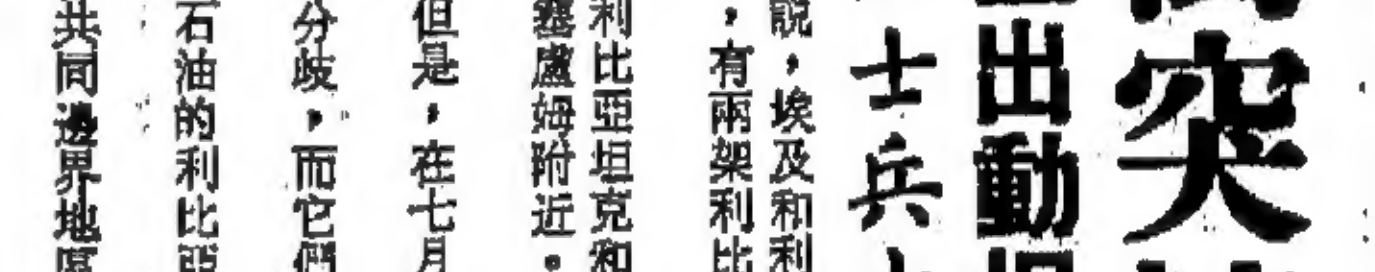 突
出動
士兵
說，埃及和利
，有兩架利比
利比亞坦克和
塞盧姆附近。
但是，在七月
分歧，而它們
石油的利比亞
共同邊界地區